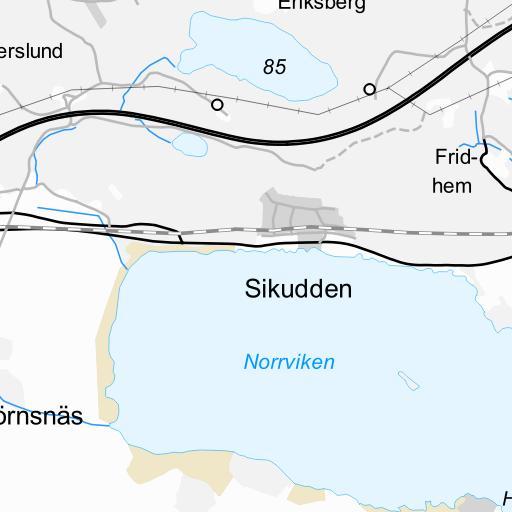 Eriksberg
erslund
85
Frid-
hem
Sikudden
Norrviken
örnsnäs
H